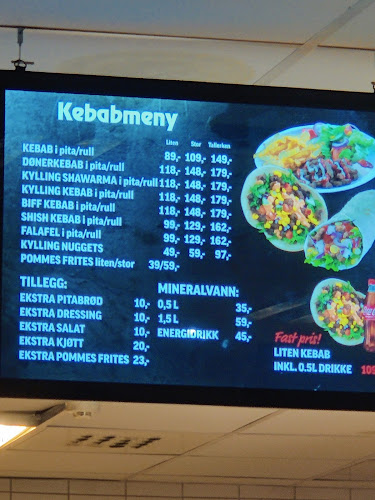 Kebabmeny
Liten Stor Tallerken
KEBAB i pita/rull 89,- 109,- 149,-
DØNERKEBAB i pita/rull 118,- 148,- 179,-
KYLLING SHAWARMA i pita/rull 118,- 148,- 179,-
KYLLING KEBAB i pita/rull 118,- 148,- 179,-
BIFF KEBAB i pita/rull 118,- 148,- 179,-
SHISH KEBAB i pita/rull 99,- 129,- 162,-
FALAFEL i pita/rull 99,- 129,- 162,-
KYLLING NUGGETS 49,- 59,- 97,-
POMMES FRITES liten/stor 39/59,-
TILLEGG:
EKSTRA PITABRØD 10,-
EKSTRA DRESSING 10,-
EKSTRA SALAT 10,-
EKSTRA KJØTT 20,-
EKSTRA POMMES FRITES 23,-
MINERALVANN:
0,5 L 35,-
1,5 L 59,-
ENERGIDRIKK 45,-
Fast pris!
LITEN KEBAB
INKL. 0.5L DRIKKE